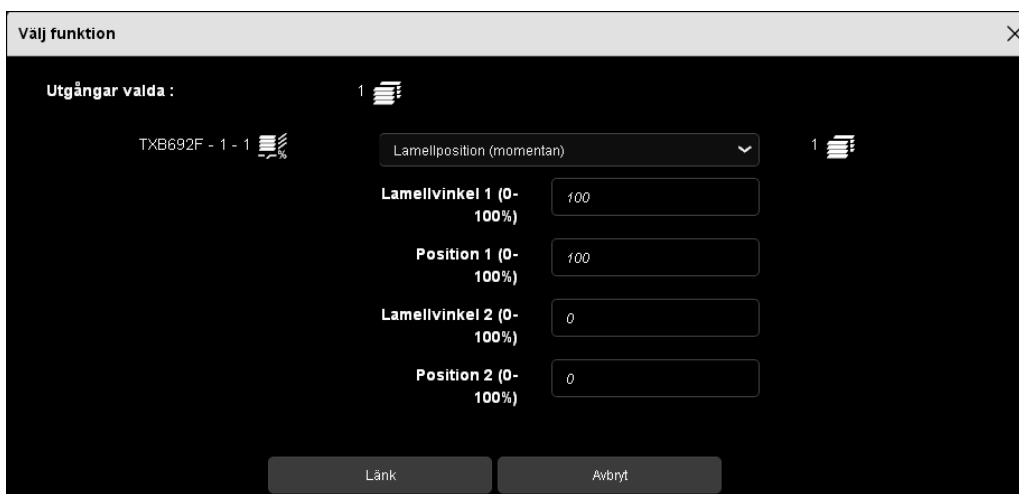 Välj funktion
Utgångar valda :
1
TXB692F - 1 - 1
%
Lamellposition (momentan)
1
Lamellvinkel 1 (0-
100%)
100
Position 1 (0-
100%)
100
Lamellvinkel 2 (0-
100%)
0
Position 2 (0-
100%)
0
Länk
Avbryt